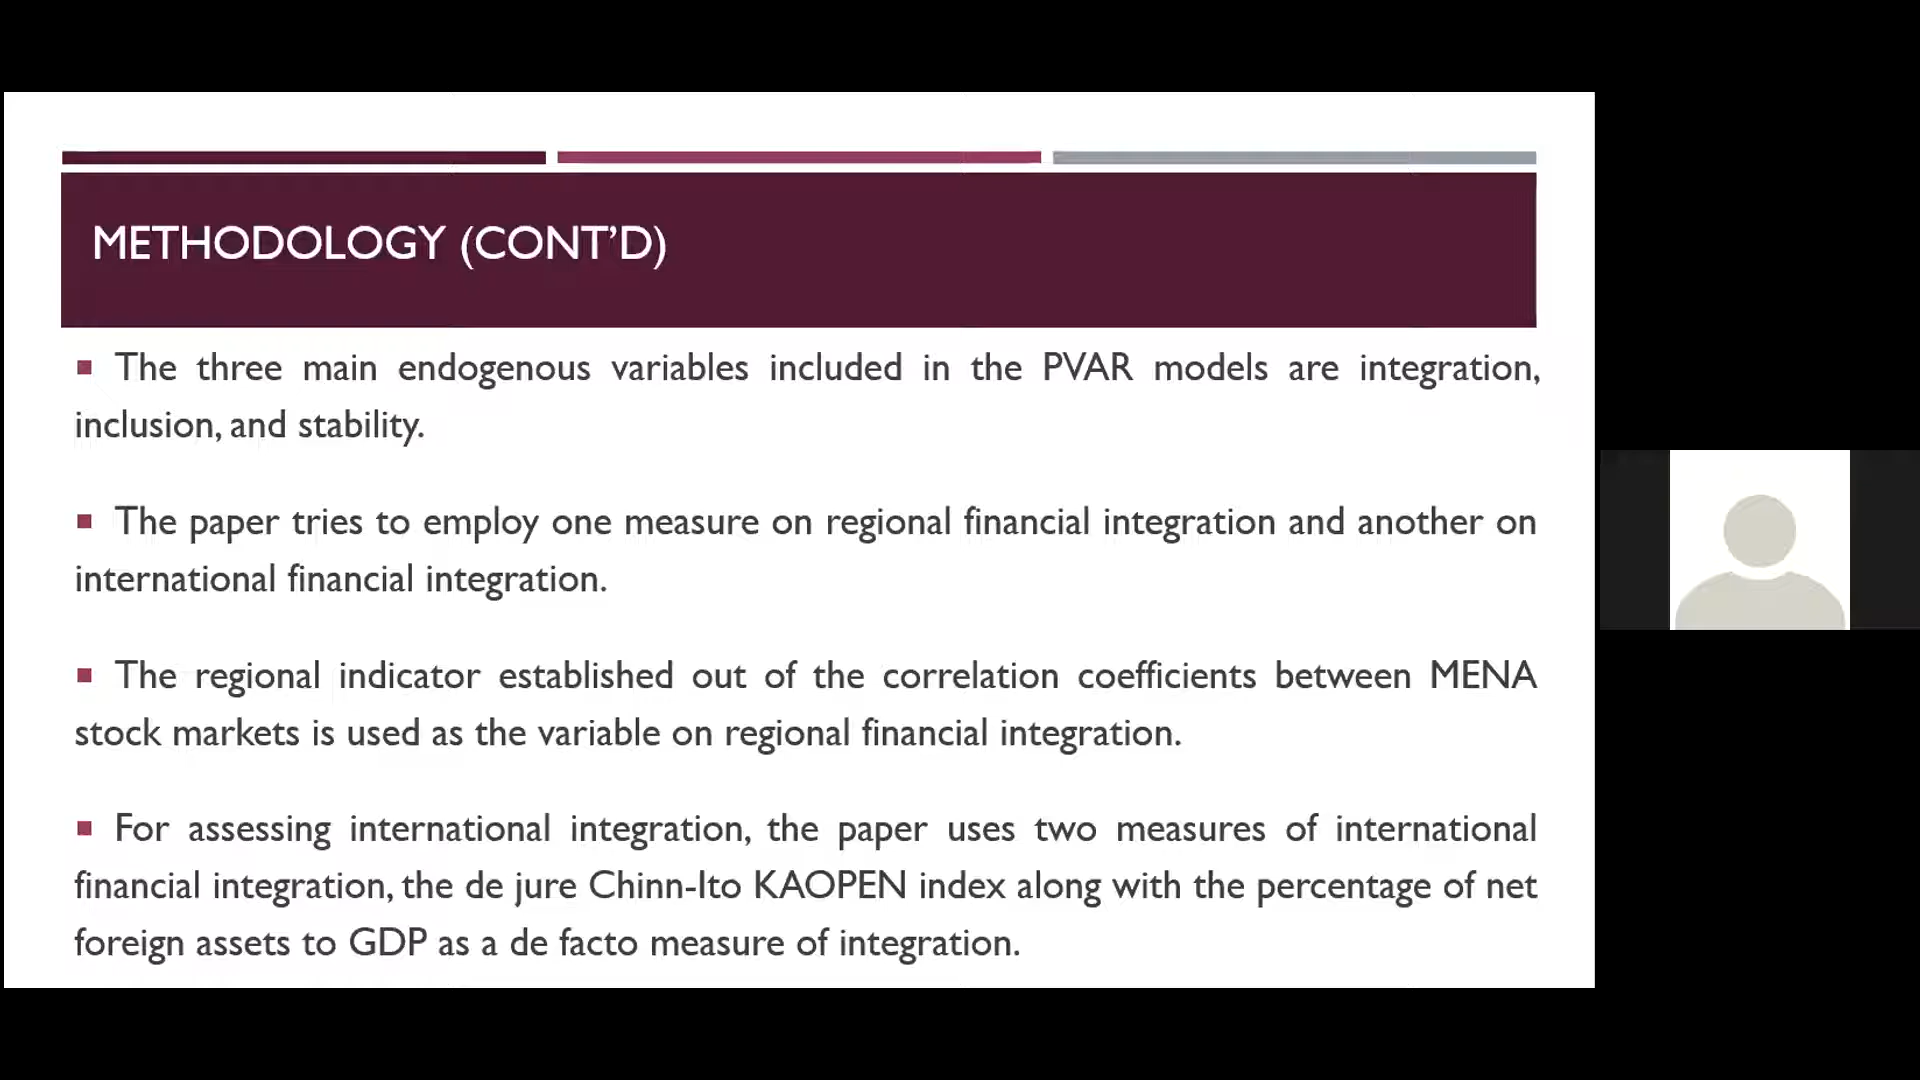 METHODOLOGY (CONT’D)
▪ The three main endogenous variables included in the PVAR models are integration,
inclusion, and stability.
▪ The paper tries to employ one measure on regional financial integration and another on
international financial integration.
▪ The regional indicator established out of the correlation coefficients between MENA
stock markets is used as the variable on regional financial integration.
▪ For assessing international integration, the paper uses two measures of international
financial integration, the de jure Chinn-Ito KAOPEN index along with the percentage of net
foreign assets to GDP as a de facto measure of integration.